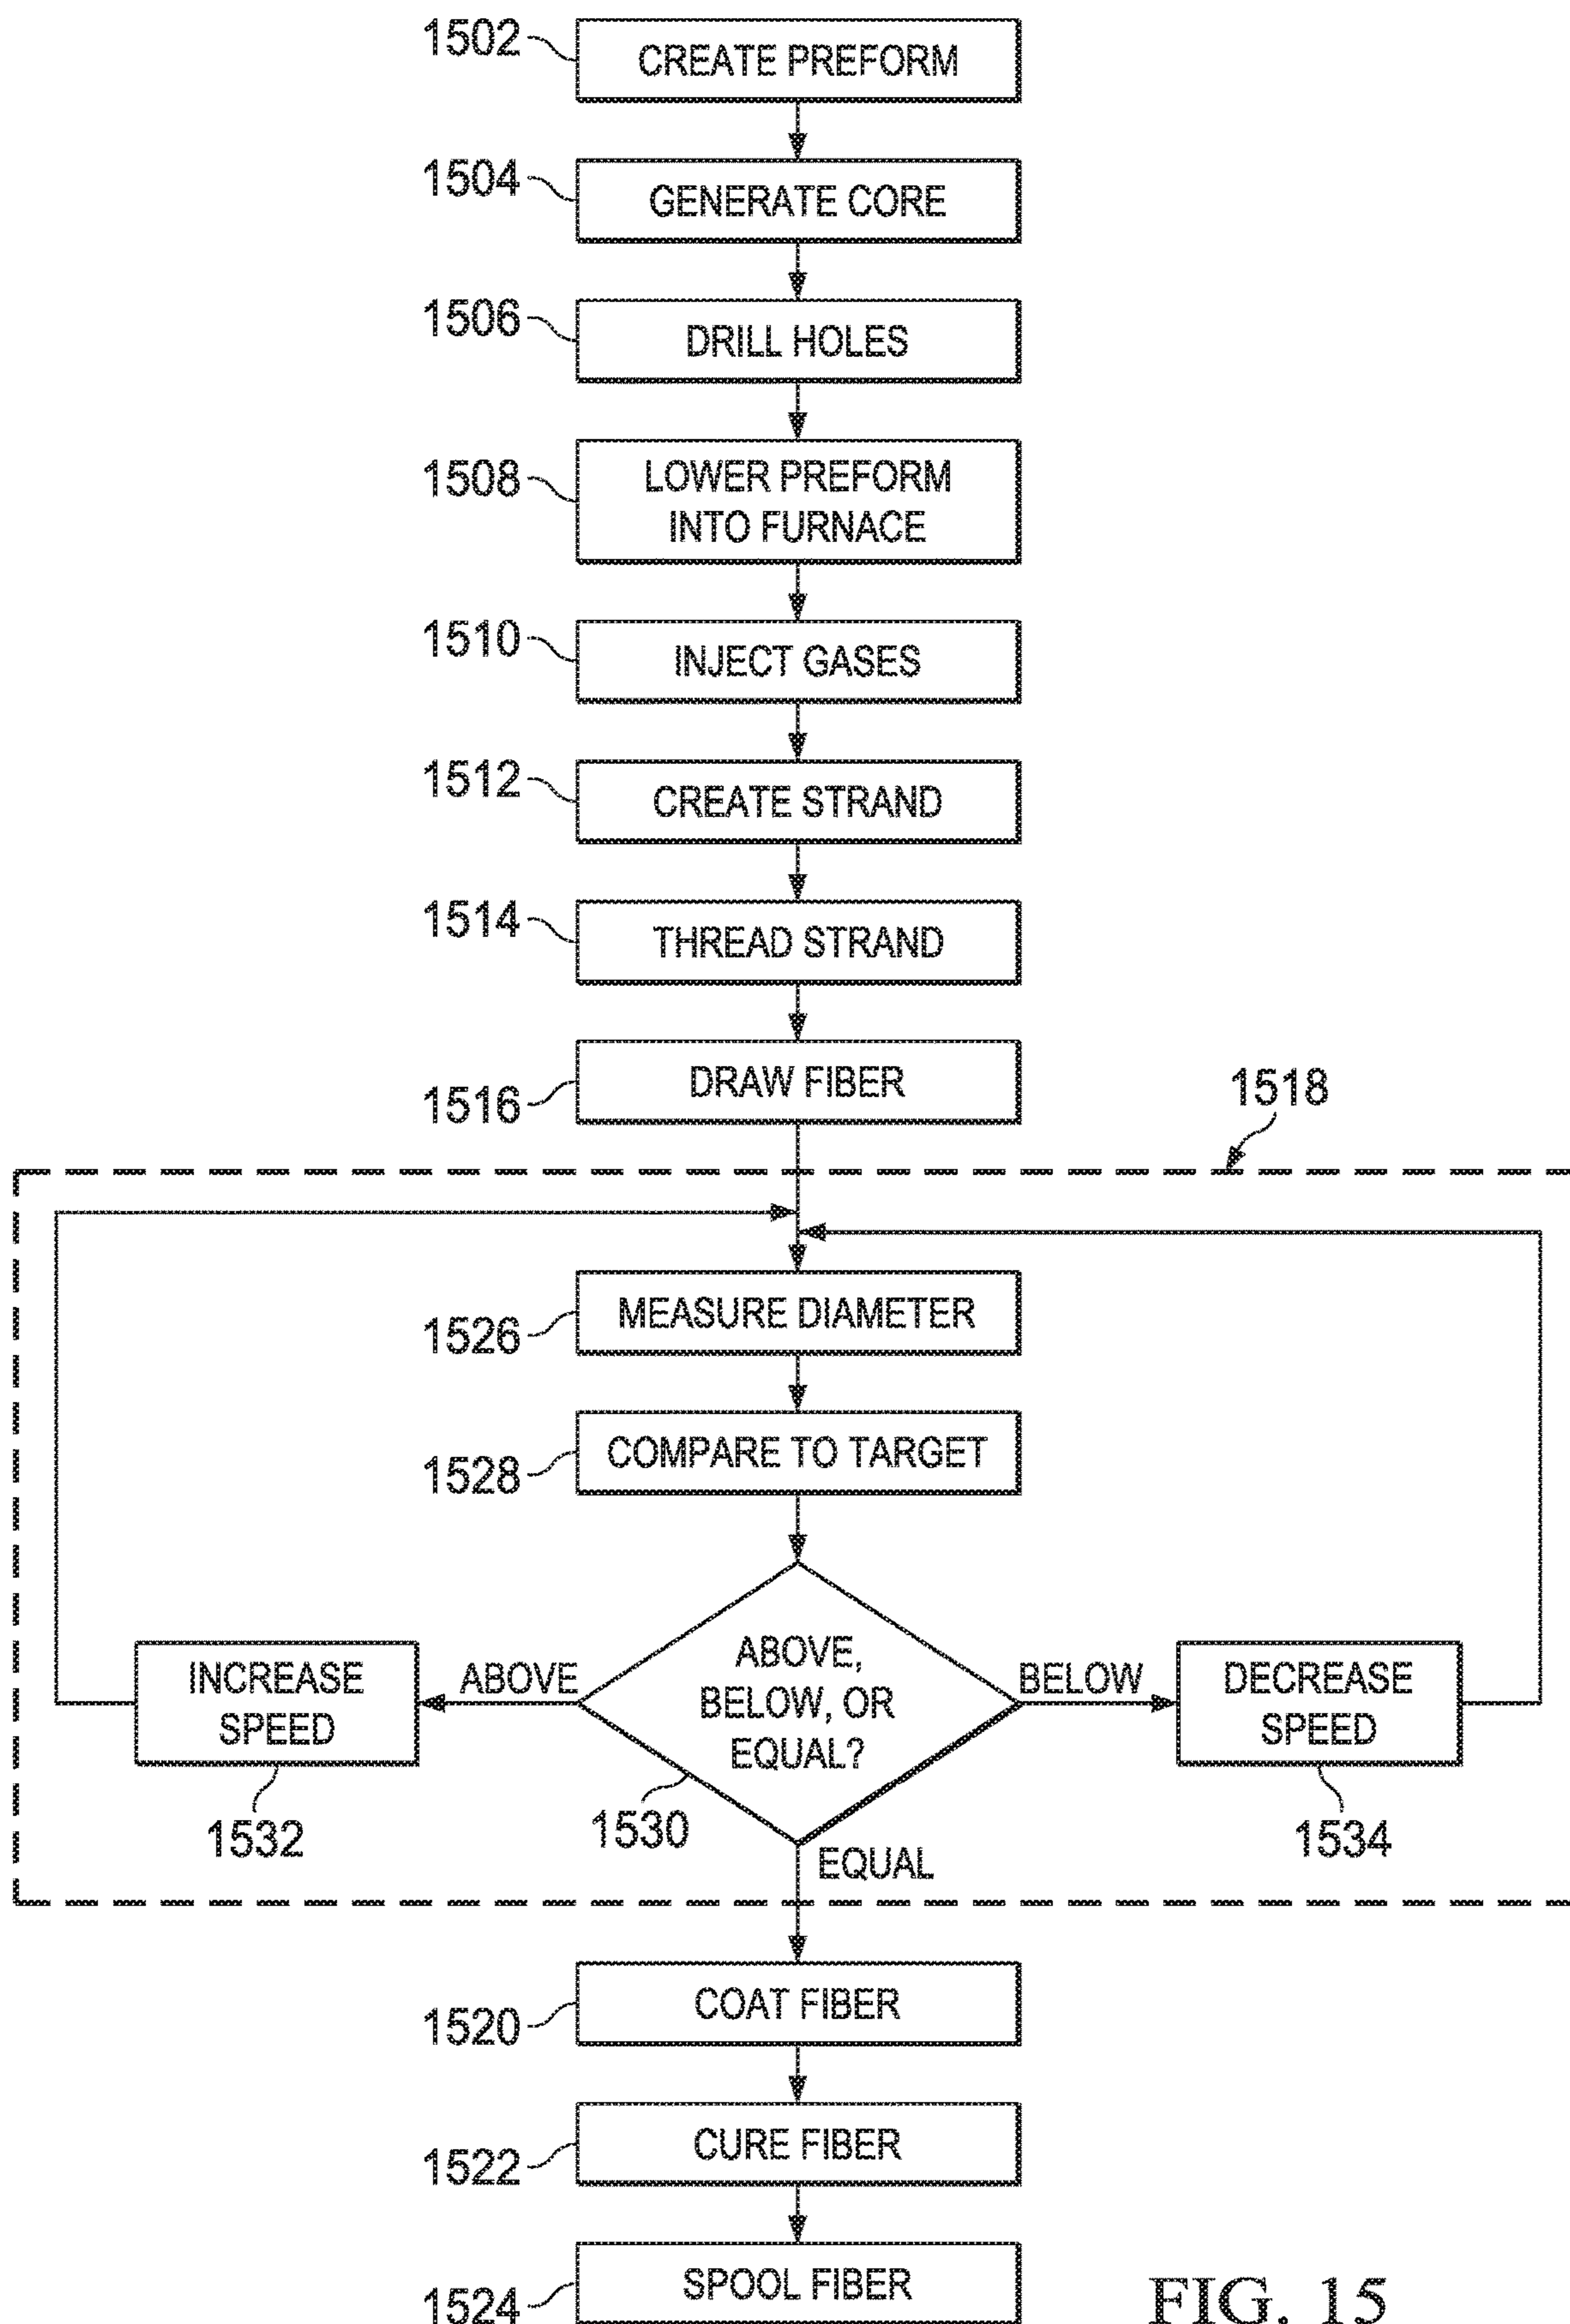 1502
CREATE PREFORM
1504
GENERATE CORE
1506
DRILL HOLES
1508
LOWER PREFORM
INTO FURNACE
1510
INJECT GASES
1512
CREATE STRAND
1514
THREAD STRAND
1516
DRAW FIBER
1518
1526
MEASURE DIAMETER
1528
COMPARE TO TARGET
INCREASE
SPEED
1532
ABOVE
ABOVE,
BELOW, OR
EQUAL?
1530
BELOW
DECREASE
SPEED
1534
EQUAL
1520
COAT FIBER
1522
CURE FIBER
1524
SPOOL FIBER
FIG. 15